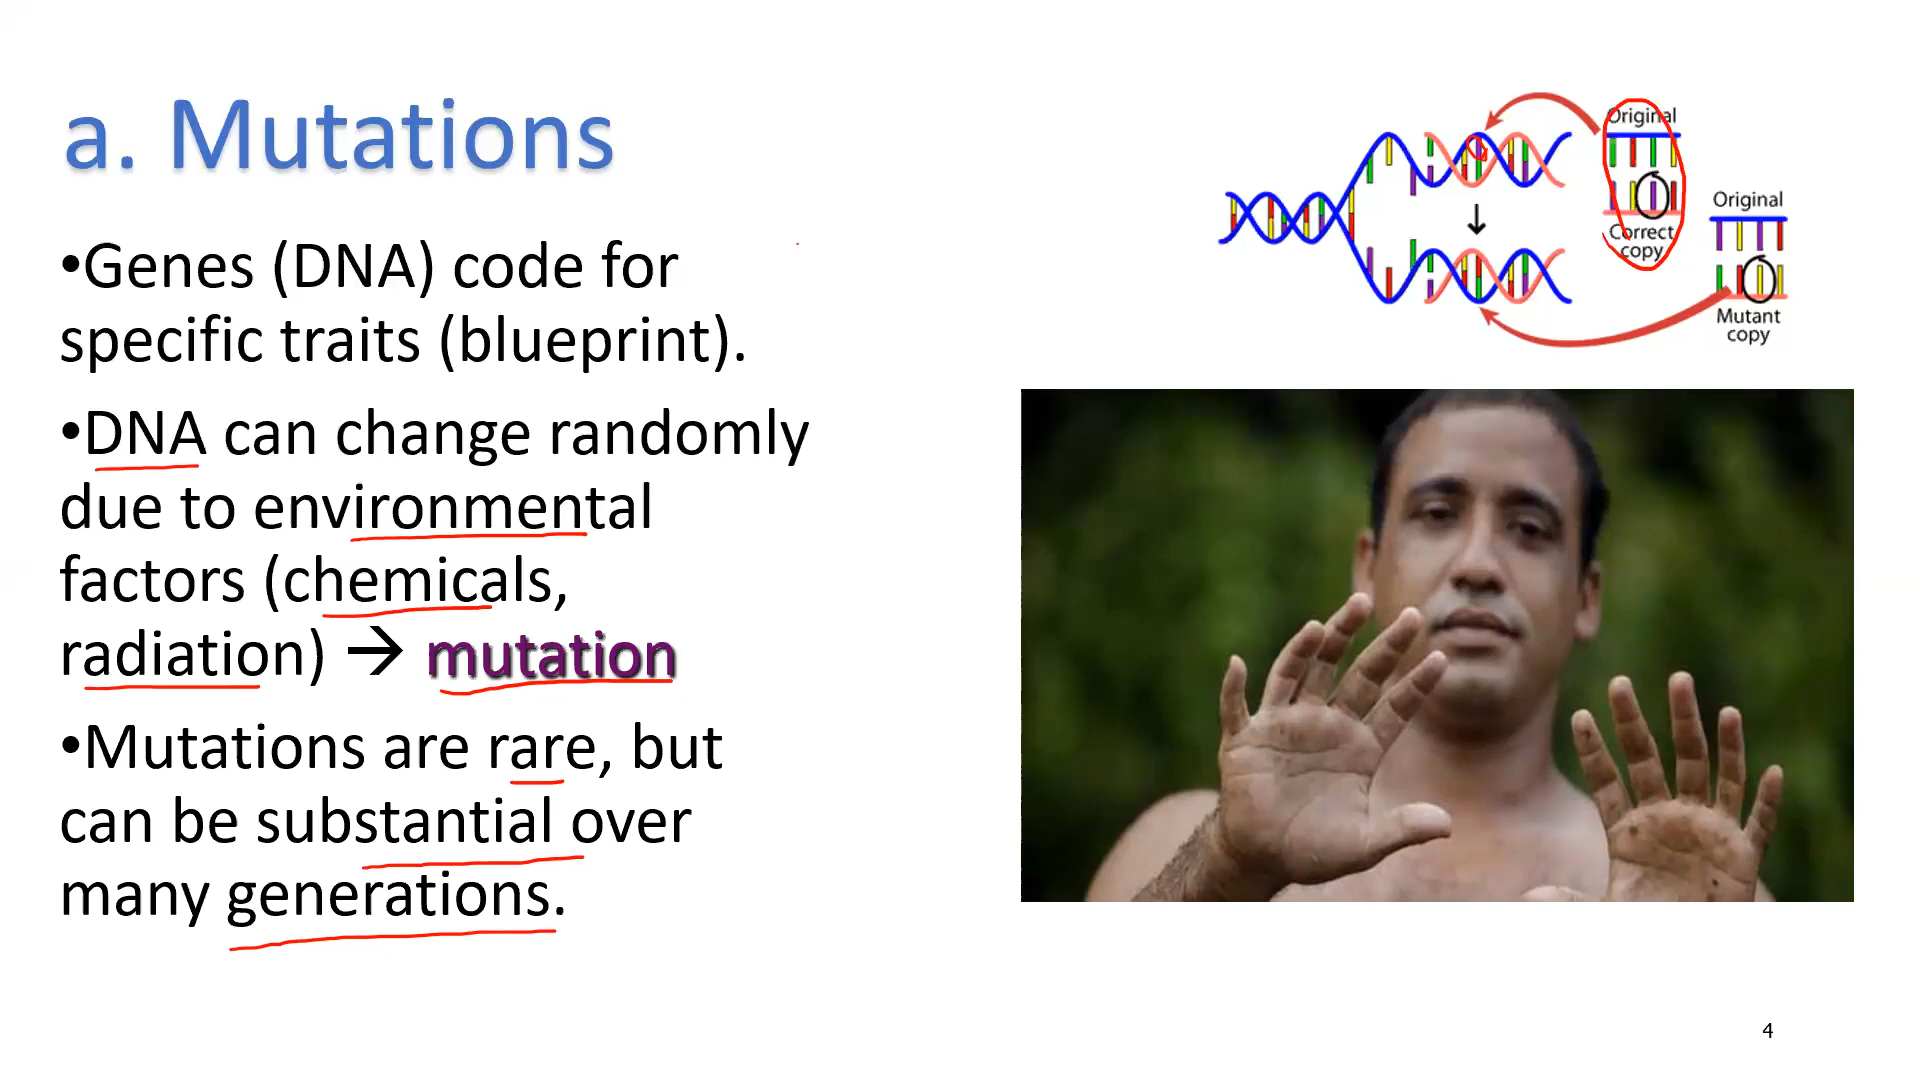 a. Mutations
•Genes (DNA) code for
specific traits (blueprint).
•DNA can change randomly
due to environmental
factors (chemicals,
radiation) → mutation
•Mutations are rare, but
can be substantial over
many generations.
Original
Correct
copy
Original
Mutant
copy
4